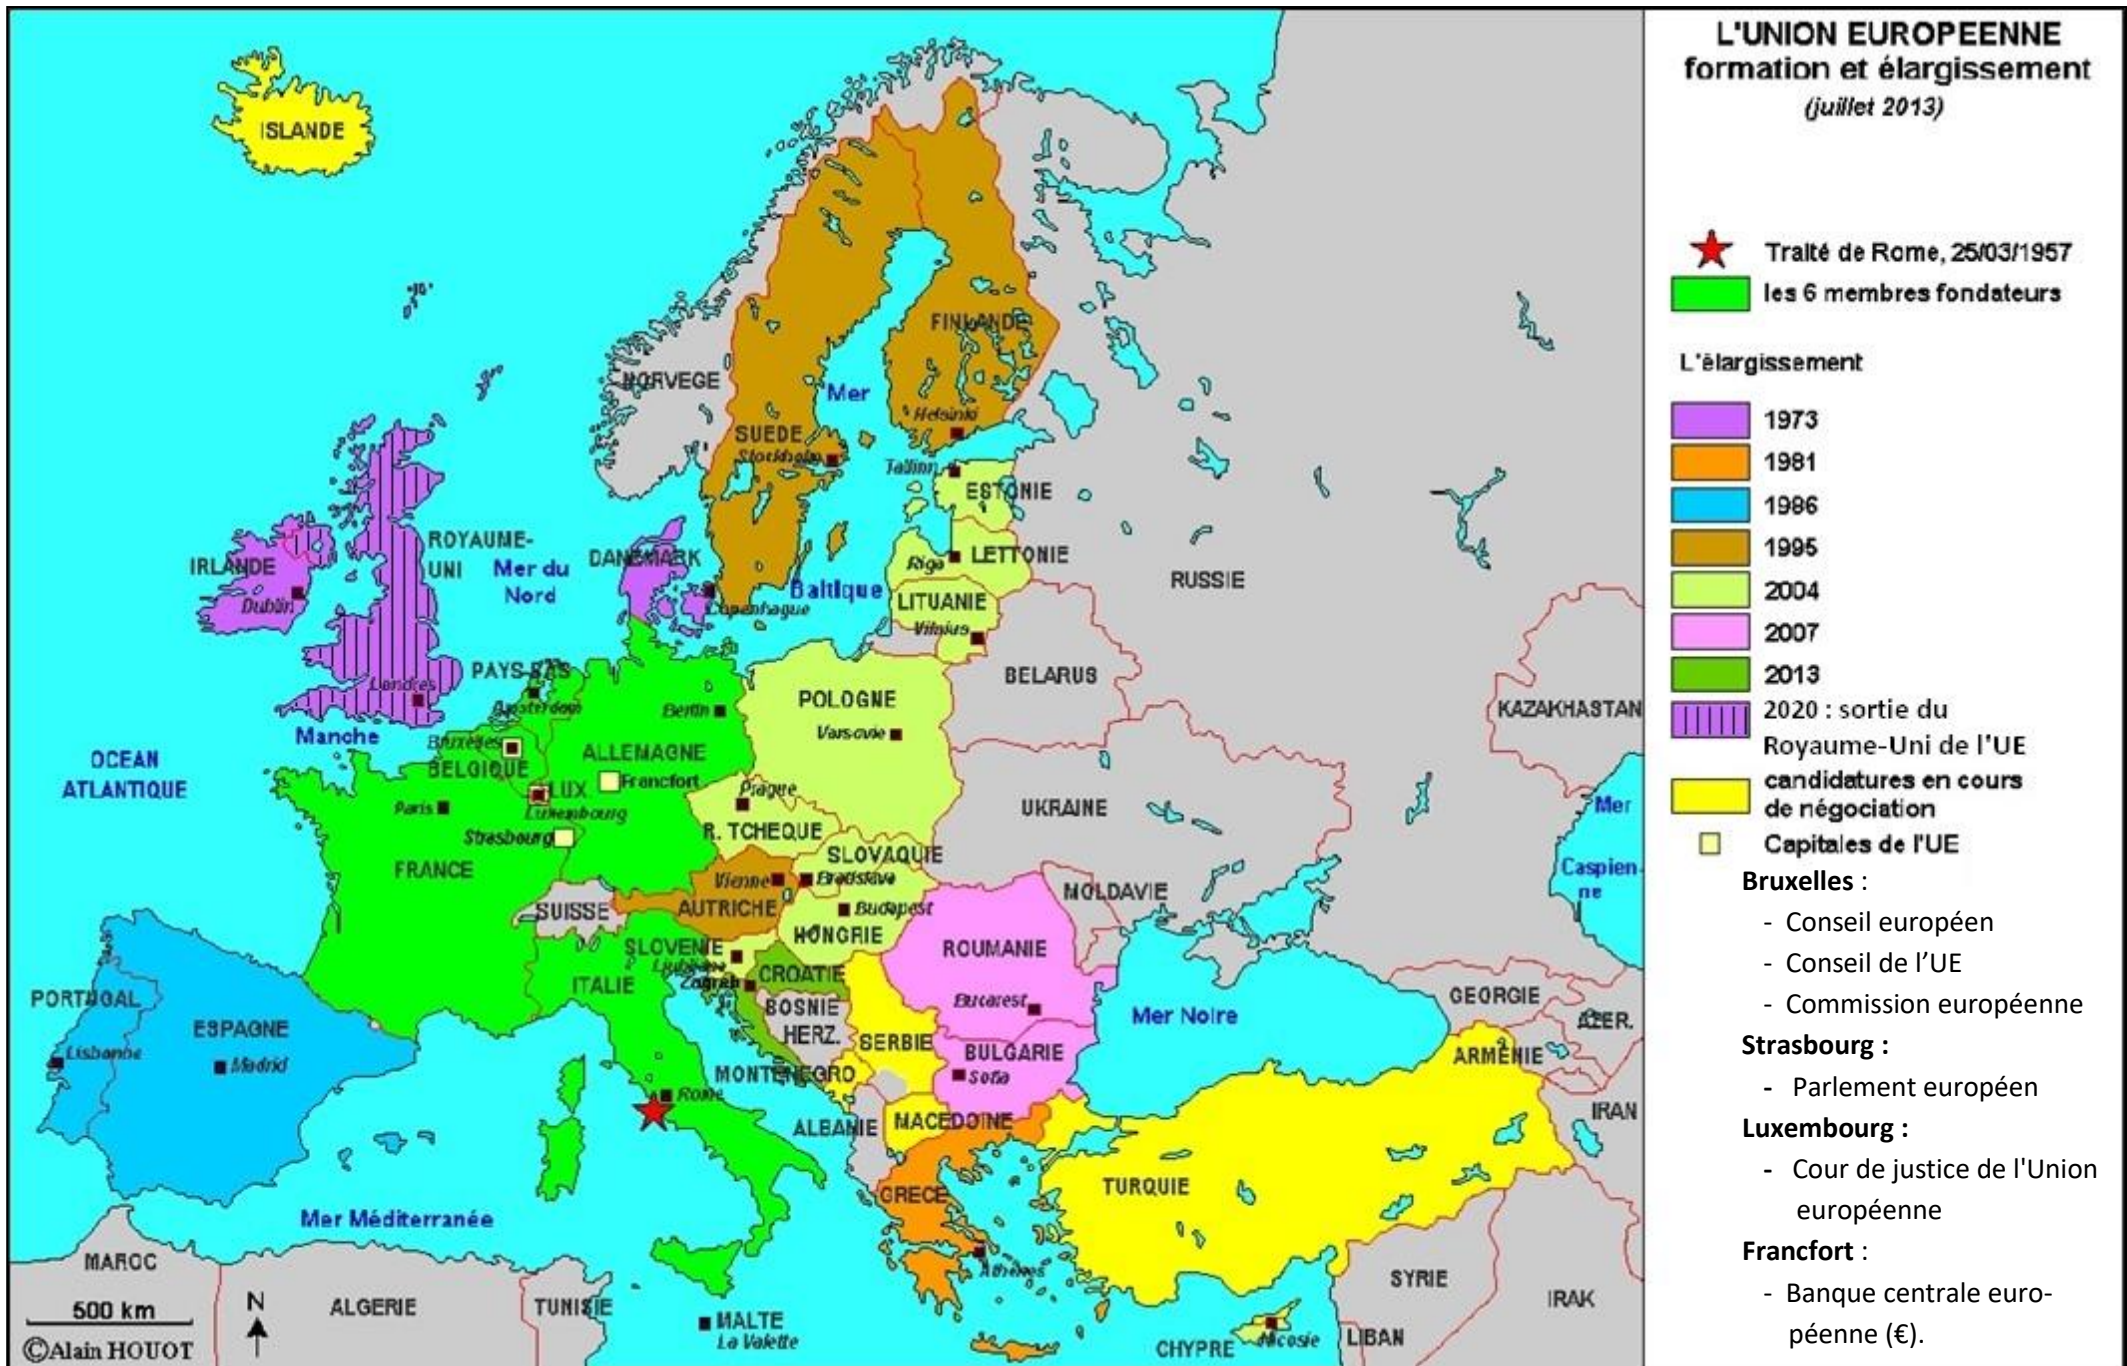 L'UNION EUROPEENNE
formation et élargissement
(juillet 2013)
Traité de Rome, 25/03/1957
les 6 membres fondateurs
L'élargissement
1973
1981
1986
1995
2004
2007
2013
2020 : sortie du
Royaume-Uni de l'UE
candidatures en cours
de négociation
Capitales de l'UE
Bruxelles :
- Conseil européen
- Conseil de l’UE
- Commission européenne
Strasbourg :
- Parlement européen
Luxembourg :
- Cour de justice de l'Union
européenne
Francfort :
- Banque centrale euro-
péenne (€).
ISLANDE
NORVEGE
FINLANDE
Mer
Helsinki
SUEDE
Stockholm
Tallinn
ESTONIE
ROYAUME-
UNI
IRLANDE
Dublin
Mer du
Nord
DANEMARK
Copenhague
Baltique
Riga
LETTONIE
LITUANIE
Vilnius
RUSSIE
BELARUS
KAZAKHASTAN
PAYS-BAS
Amsterdam
Londres
Manche
Berlin
POLOGNE
Varsovie
OCEAN
ATLANTIQUE
Bruxelles
BELGIQUE
ALLEMAGNE
Francfort
LUX
Luxembourg
Paris
Strasbourg
FRANCE
Prague
R. TCHEQUE
UKRAINE
SLOVAQUIE
Bratislava
Vienne
AUTRICHE
SUISSE
Budapest
HONGRIE
MOLDAVIE
Mer
Caspien-
ne
SLOVENIE
Ljubljana
Zagreb
CROATIE
ITALIE
BOSNIE
HERZ.
ROUMANIE
Bucarest
SERBIE
BULGARIE
Sofia
Mer Noire
GEORGIE
AZER.
ARMENIE
IRAN
PORTUGAL
Lisbonne
ESPAGNE
Madrid
Rome
MONTENEGRO
ALBANIE
MACEDOINE
GRECE
Athènes
TURQUIE
Mer Méditerranée
MAROC
ALGERIE
TUNISIE
MALTE
La Valette
CHYPRE
Nicosie
LIBAN
SYRIE
IRAK
500 km
N
©Alain HOUOT